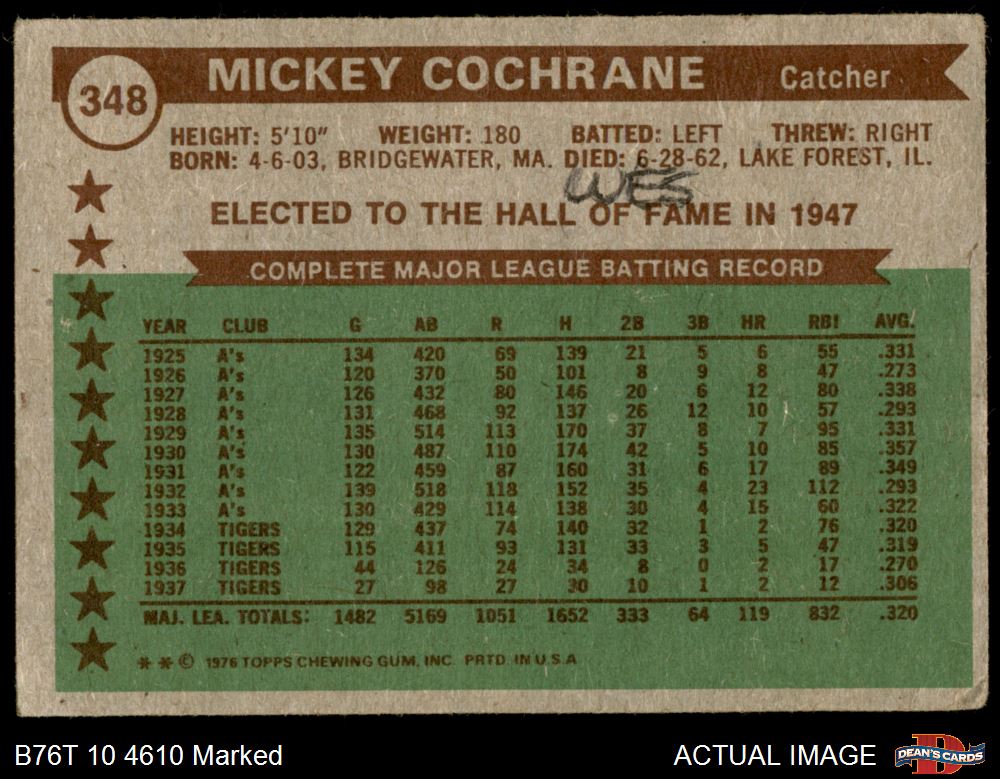 348
MICKEY COCHRANE Catcher
HEIGHT: 5'10" WEIGHT: 180 BATTED: LEFT THREW: RIGHT
BORN: 4-6-03, BRIDGEWATER, MA. DIED: 6-28-62, LAKE FOREST, IL.
WES
ELECTED TO THE HALL OF FAME IN 1947
COMPLETE MAJOR LEAGUE BATTING RECORD
YEAR CLUB G AB R H 2B 3B HR RBI AVG.
1925 A's 134 420 69 139 21 5 6 55 .331
1926 A's 120 370 50 101 8 9 8 47 .273
1927 A's 126 432 80 146 20 6 12 80 .338
1928 A's 131 468 92 137 26 12 10 57 .293
1929 A's 135 514 113 170 37 8 7 95 .331
1930 A's 130 487 110 174 42 5 10 85 .357
1931 A's 122 459 87 160 31 6 17 89 .349
1932 A's 139 518 118 152 35 4 23 112 .293
1933 A's 130 429 114 138 30 4 15 60 .322
1934 TIGERS 129 437 74 140 32 1 2 76 .320
1935 TIGERS 115 411 93 131 33 3 5 47 .319
1936 TIGERS 44 126 24 34 8 0 2 17 .270
1937 TIGERS 27 98 27 30 10 1 2 12 .306
MAJ. LEA. TOTALS: 1482 5169 1051 1652 333 64 119 832 .320
* * © 1976 TOPPS CHEWING GUM, INC. PRTD. IN U.S.A
B76T 10 4610 Marked
ACTUAL IMAGE
DEAN'S CARDS